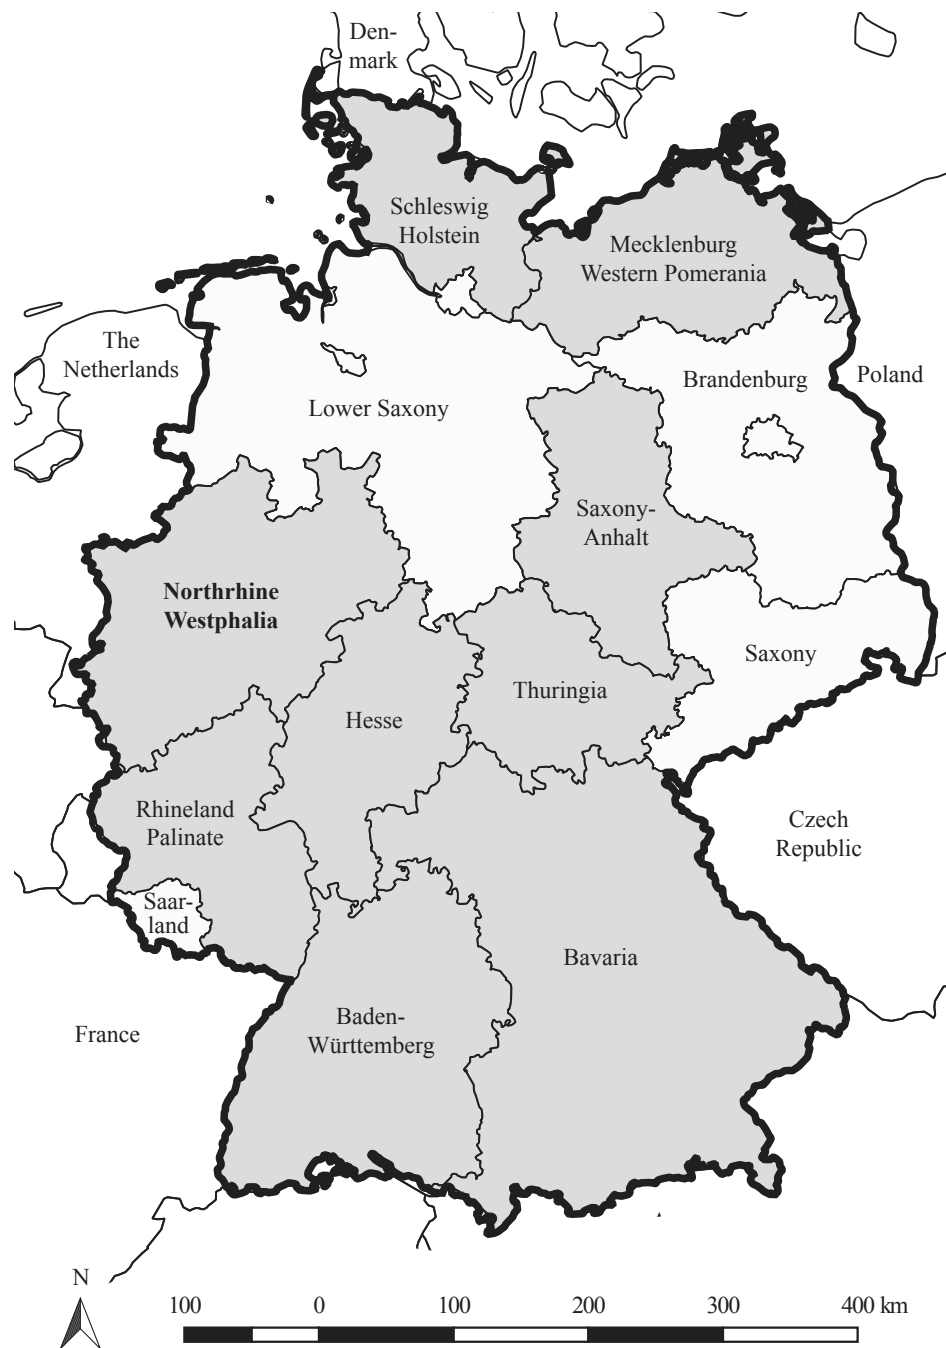 Den-
mark
Schleswig
Holstein
Mecklenburg
Western Pomerania
The
Netherlands
Brandenburg
Poland
Lower Saxony
Saxony-
Anhalt
Northrhine
Westphalia
Saxony
Thuringia
Hesse
Rhineland
Palinate
Czech
Republic
Saar-
land
Bavaria
Baden-
Württemberg
France
N
100 0 100 200 300 400 km